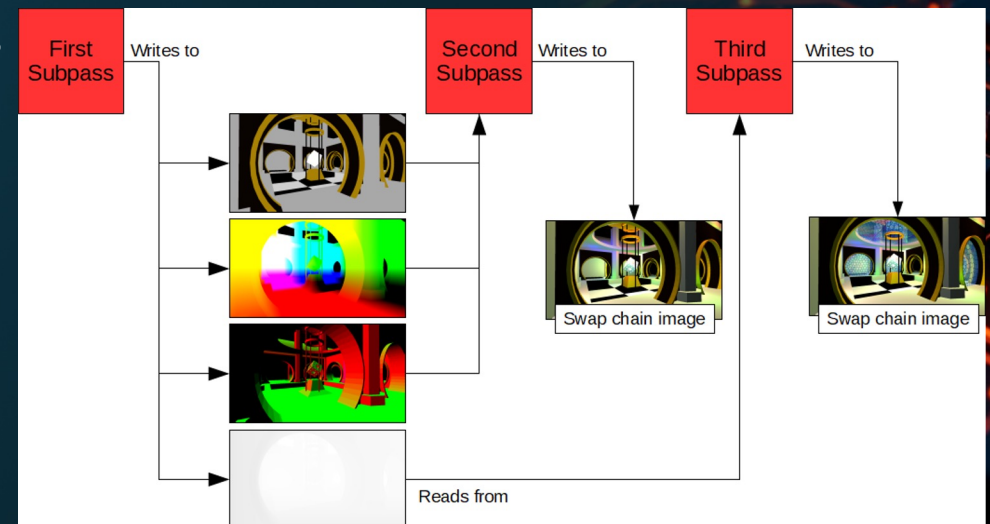 First
Subpass
Writes to
Second
Subpass
Writes to
Third
Subpass
Writes to
Swap chain image
Swap chain image
Reads from